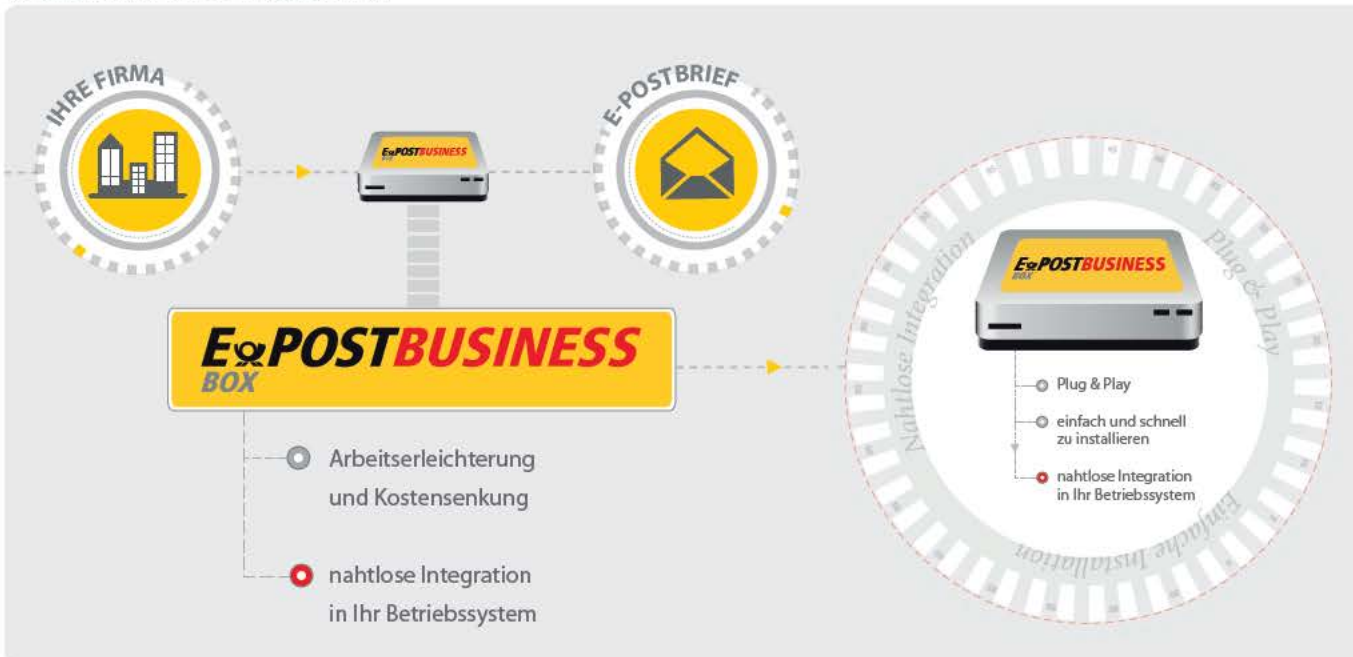 IHRE FIRMA
E-POSTBRIEF
E POSTBUSINESS
BOX
E POSTBUSINESS
BOX
Arbeitserleichterung
und Kostensenkung
nahtlose Integration
in Ihr Betriebssystem
Nahtlose Integration
Plug & Play
Einfache Installation
E POSTBUSINESS
BOX
Plug & Play
einfach und schnell
zu installieren
nahtlose Integration
in Ihr Betriebssystem